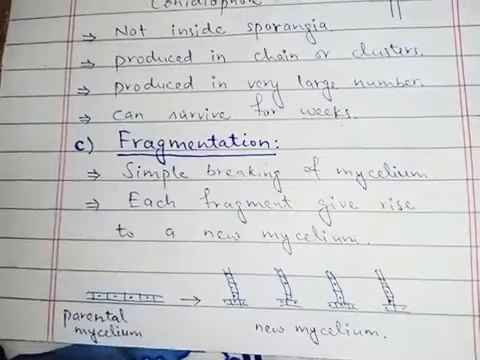 Conidiophore
⇒ Not inside sporangia.
⇒ produced in chain or clusters.
⇒ produced in very large number.
⇒ can survive for weeks.
c) Fragmentation:
⇒ Simple breaking of mycelium
⇒ Each fragment give rise
to a new mycelium.
parental
mycelium
new mycelium.